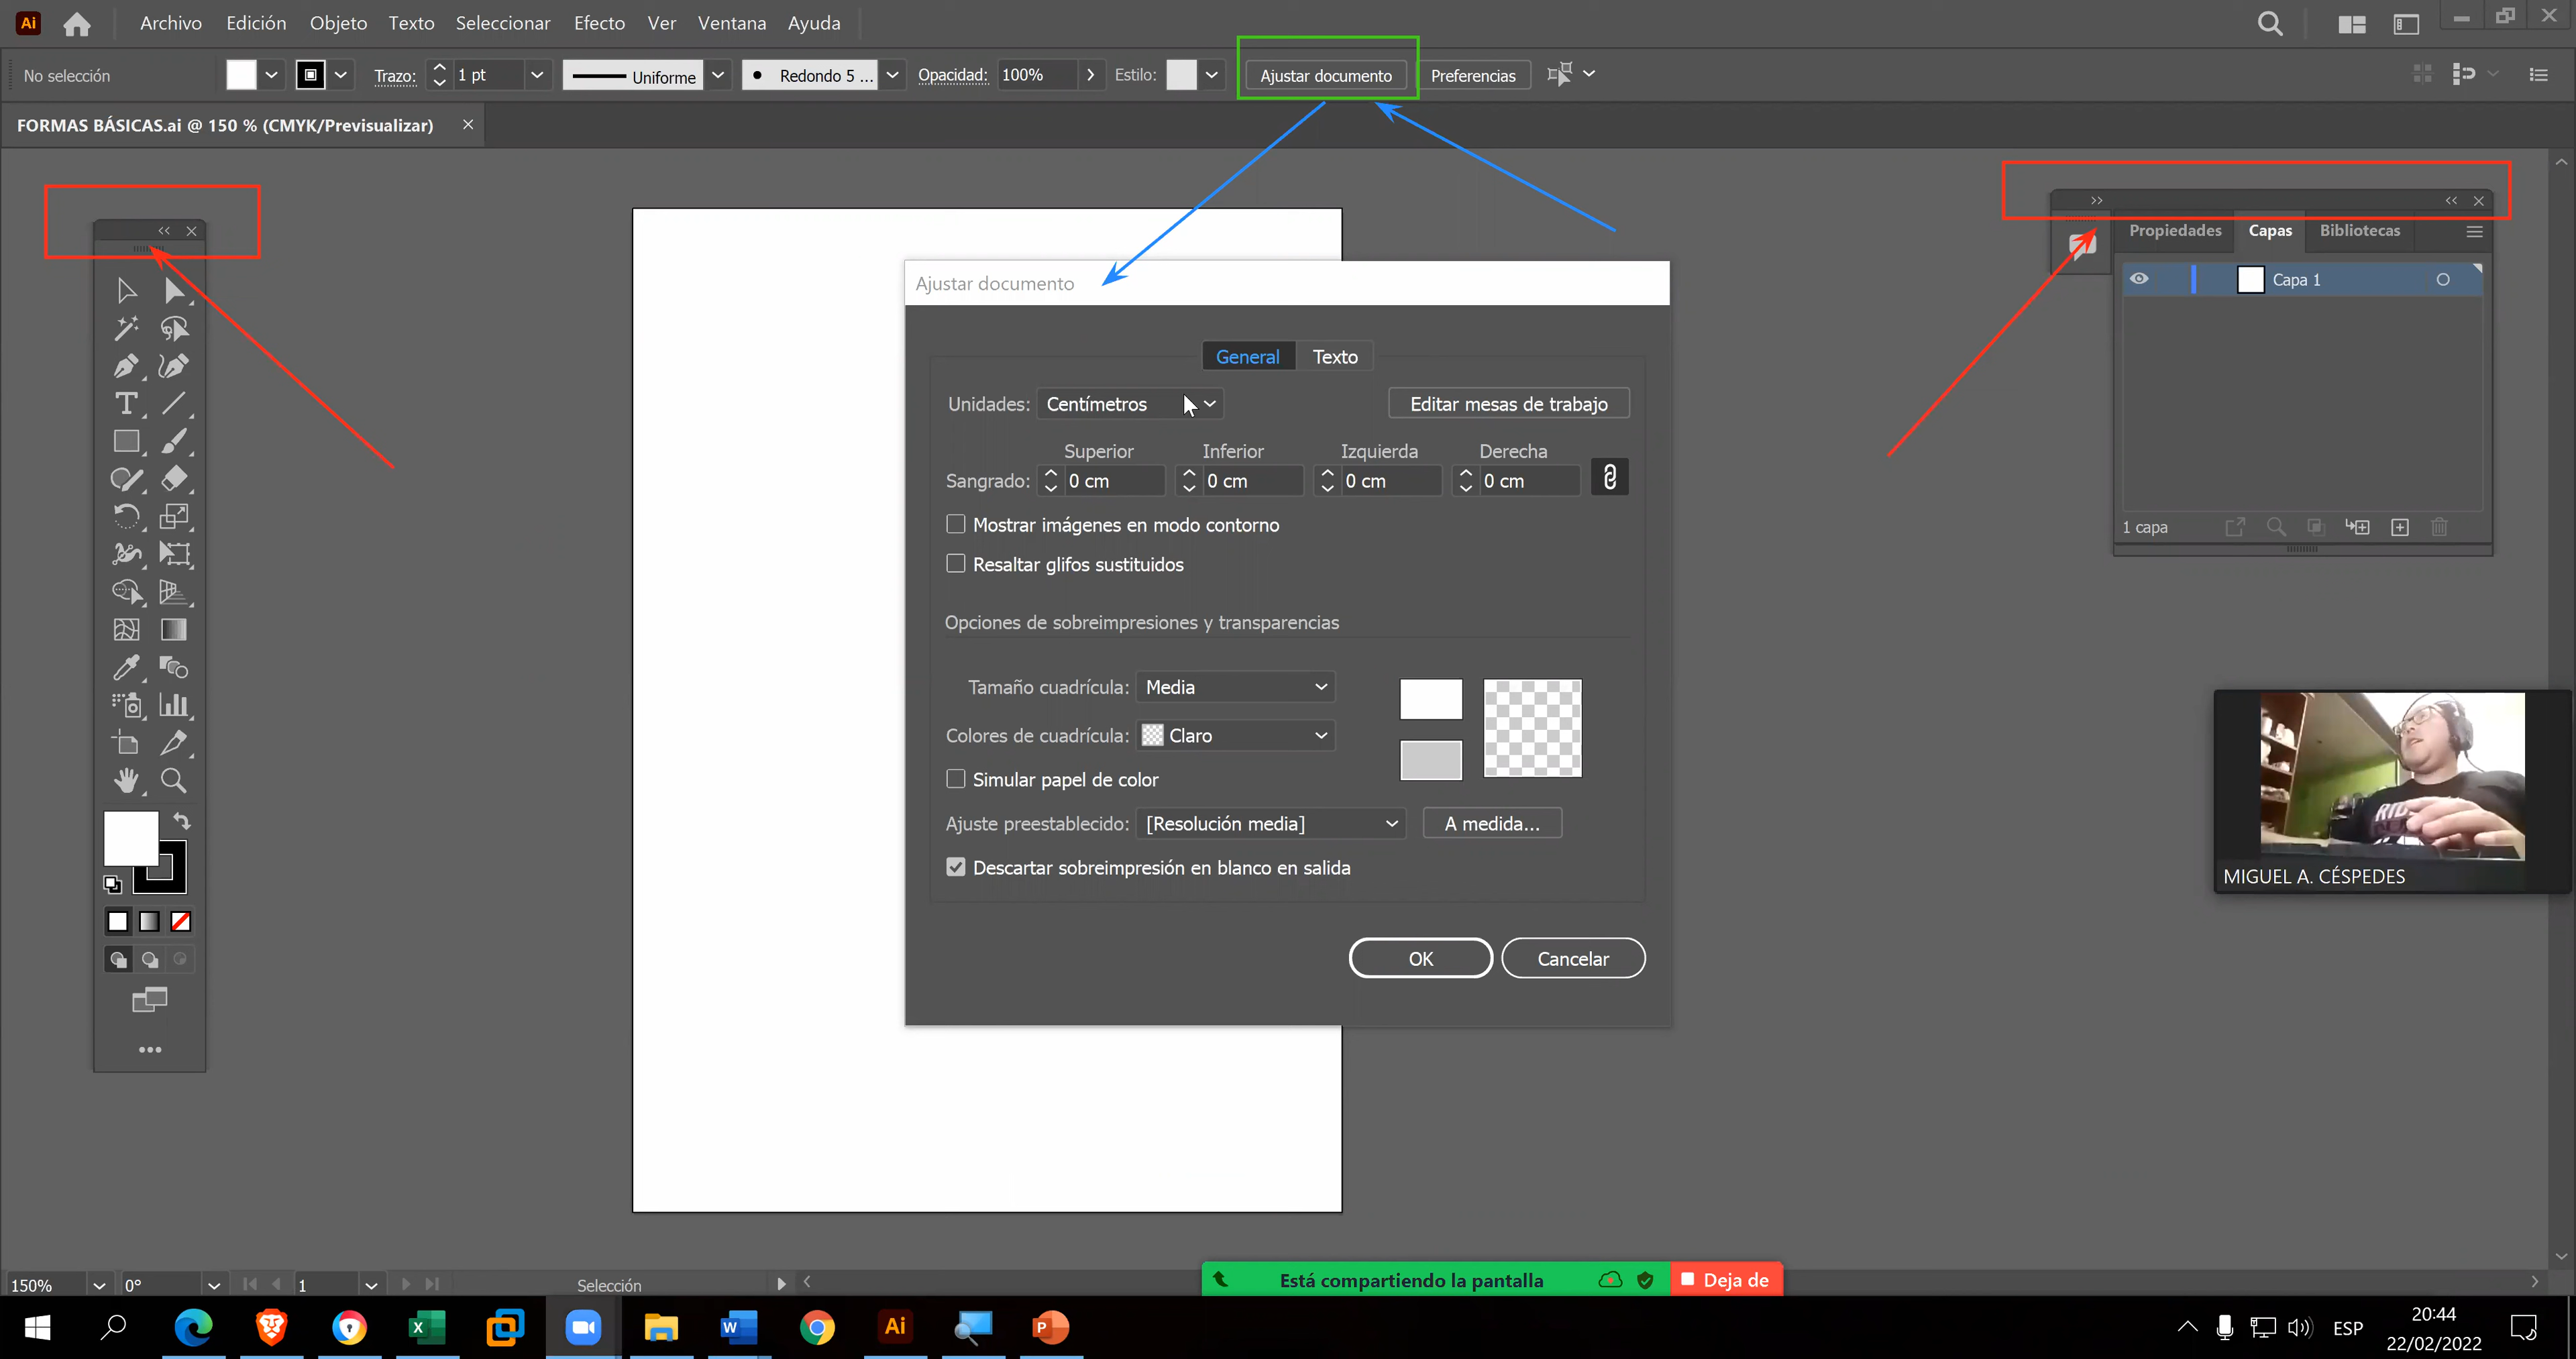 Ai Archivo Edición Objeto Texto Seleccionar Efecto Ver Ventana Ayuda
No selección Trazo: 1 pt Uniforme Redondo 5 ... Opacidad: 100% Estilo: Ajustar documento Preferencias
FORMAS BÁSICAS.ai @ 150 % (CMYK/Previsualizar)
Propiedades Capas Bibliotecas
Capa 1
1 capa
Ajustar documento
General Texto
Unidades: Centímetros Editar mesas de trabajo
Superior Inferior Izquierda Derecha
Sangrado: 0 cm 0 cm 0 cm 0 cm
Mostrar imágenes en modo contorno
Resaltar glifos sustituidos
Opciones de sobreimpresiones y transparencias
Tamaño cuadrícula: Media
Colores de cuadrícula: Claro
Simular papel de color
Ajuste preestablecido: [Resolución media] A medida...
Descartar sobreimpresión en blanco en salida
OK Cancelar
MIGUEL A. CÉSPEDES
150% 0° 1 Selección
Está compartiendo la pantalla Deja de
Ai
ESP
20:44
22/02/2022